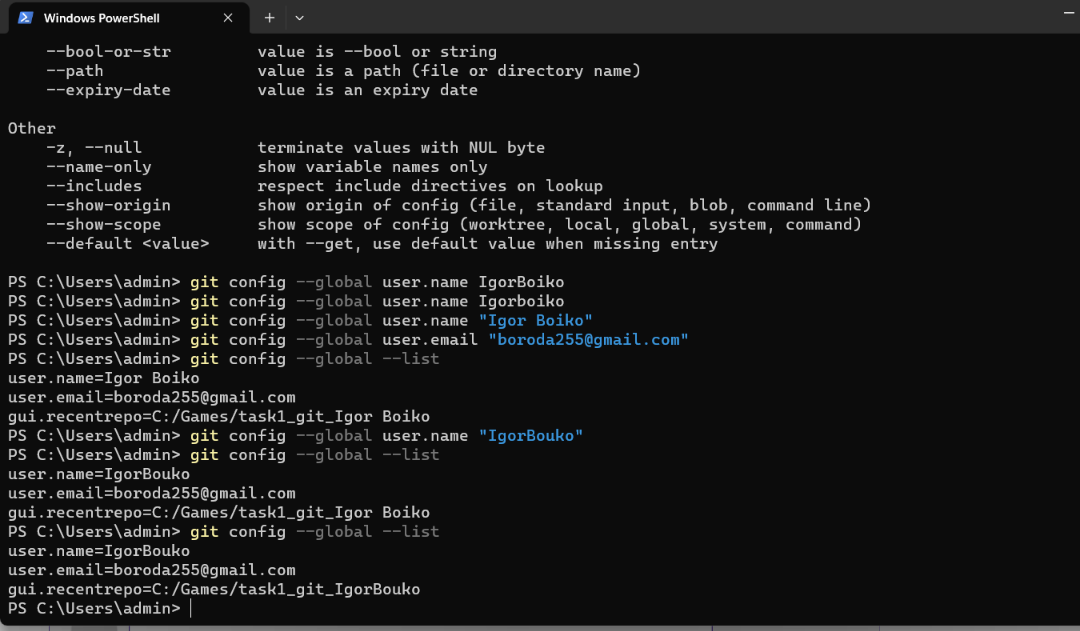 Windows PowerShell
--bool-or-str value is --bool or string
--path value is a path (file or directory name)
--expiry-date value is an expiry date
Other
-z, --null terminate values with NUL byte
--name-only show variable names only
--includes respect include directives on lookup
--show-origin show origin of config (file, standard input, blob, command line)
--show-scope show scope of config (worktree, local, global, system, command)
--default <value> with --get, use default value when missing entry
PS C:\Users\admin> git config --global user.name IgorBoiko
PS C:\Users\admin> git config --global user.name Igorboiko
PS C:\Users\admin> git config --global user.name "Igor Boiko"
PS C:\Users\admin> git config --global user.email "boroda255@gmail.com"
PS C:\Users\admin> git config --global --list
user.name=Igor Boiko
user.email=boroda255@gmail.com
gui.recentrepo=C:/Games/task1_git_Igor Boiko
PS C:\Users\admin> git config --global user.name "IgorBouko"
PS C:\Users\admin> git config --global --list
user.name=IgorBouko
user.email=boroda255@gmail.com
gui.recentrepo=C:/Games/task1_git_Igor Boiko
PS C:\Users\admin> git config --global --list
user.name=IgorBouko
user.email=boroda255@gmail.com
gui.recentrepo=C:/Games/task1_git_IgorBouko
PS C:\Users\admin>